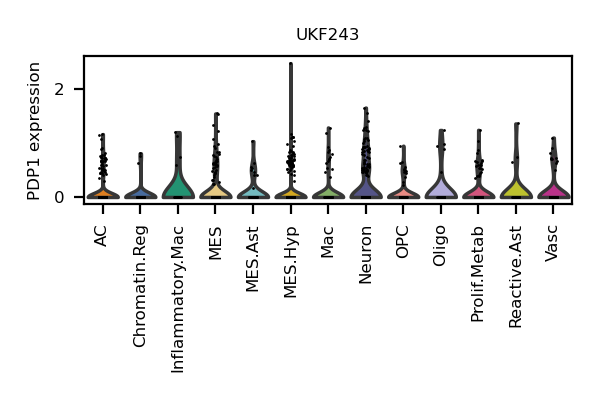 UKF243
PDP1 expression
2
0
AC
Chromatin.Reg
Inflammatory.Mac
MES
MES.Ast
MES.Hyp
Mac
Neuron
OPC
Oligo
Prolif.Metab
Reactive.Ast
Vasc